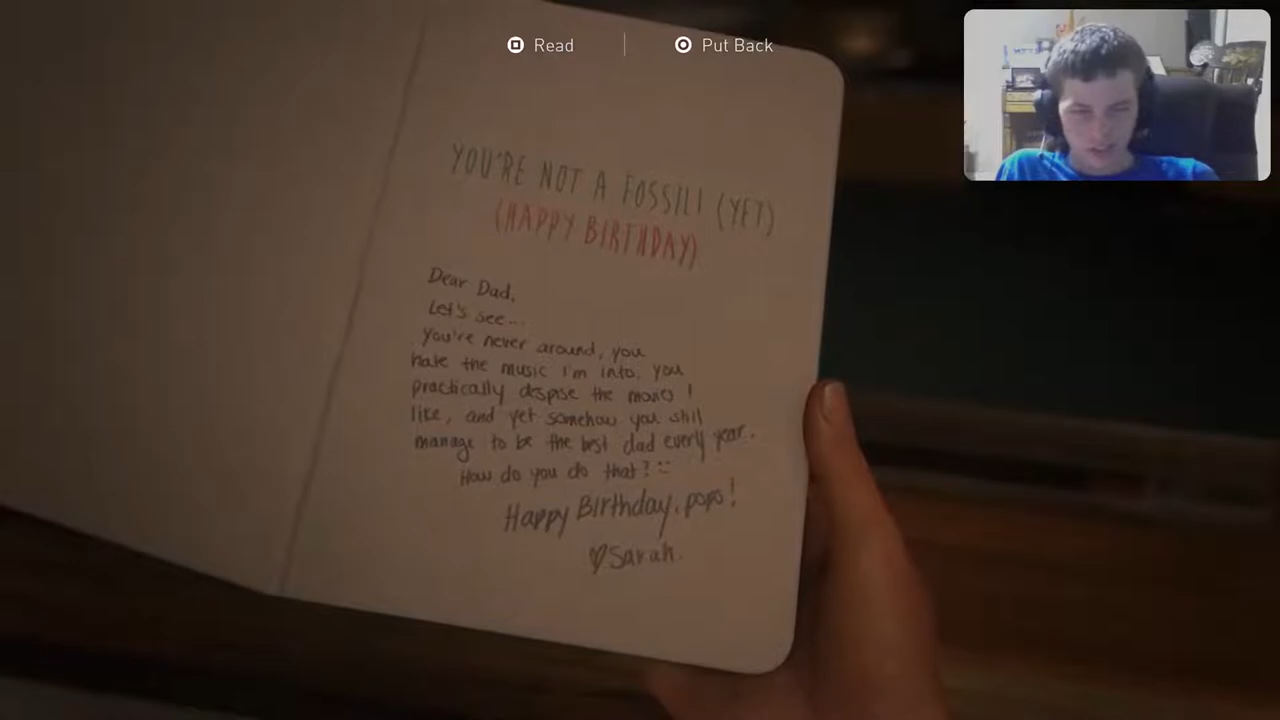 Read
Put Back
YOU'RE NOT A FOSSIL! (YET)
(HAPPY BIRTHDAY)
Dear Dad,
Let's see...
You're never around, you
hate the music I'm into, you
practically despise the movies I
like, and yet somehow you still
manage to be the best dad every year.
How do you do that? :)
Happy Birthday, pops!
♡Sarah.